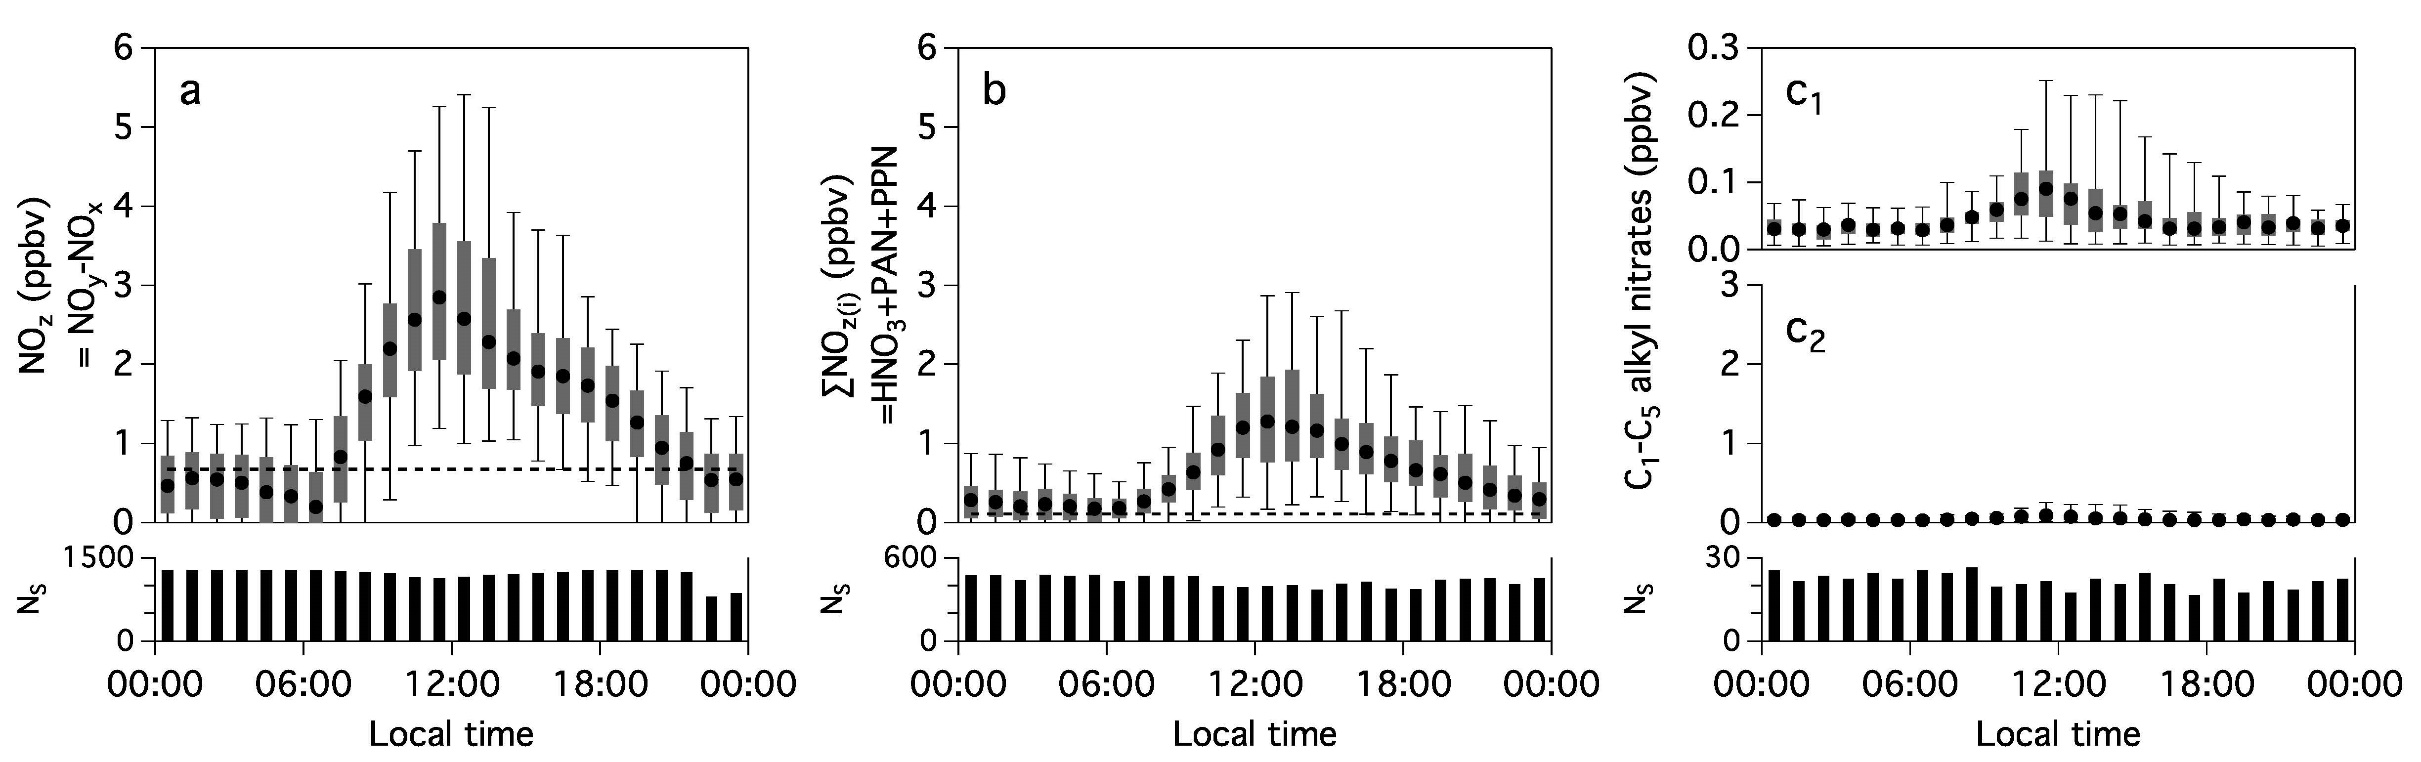 a
NOz (ppbv)
= NOy-NOx
6
5
4
3
2
1
0
Ns
1500
0
00:00 06:00 12:00 18:00 00:00
Local time
b
ΣNOz(i) (ppbv)
=HNO3+PAN+PPN
6
5
4
3
2
1
0
Ns
600
0
00:00 06:00 12:00 18:00 00:00
Local time
c1
C1-C5 alkyl nitrates (ppbv)
0.3
0.2
0.1
0.0
c2
3
2
1
0
Ns
30
0
00:00 06:00 12:00 18:00 00:00
Local time